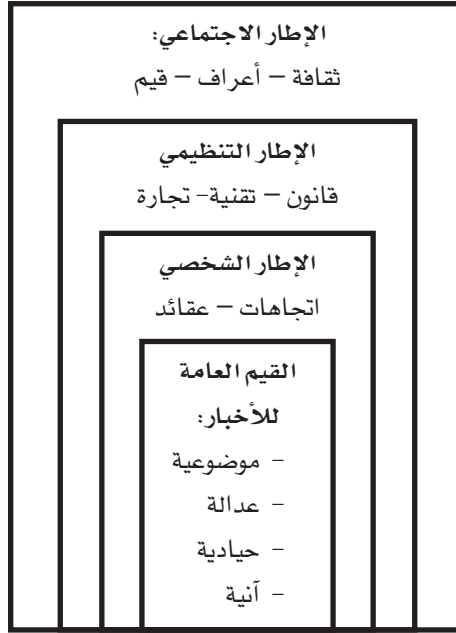 الإطار الاجتماعي:
ثقافة – أعراف – قيم
الإطار التنظيمي
قانون – تقنية- تجارة
الإطار الشخصي
اتجاهات – عقائد
القيم العامة
للأخبار:
- موضوعية
- عدالة
- حيادية
- آنية